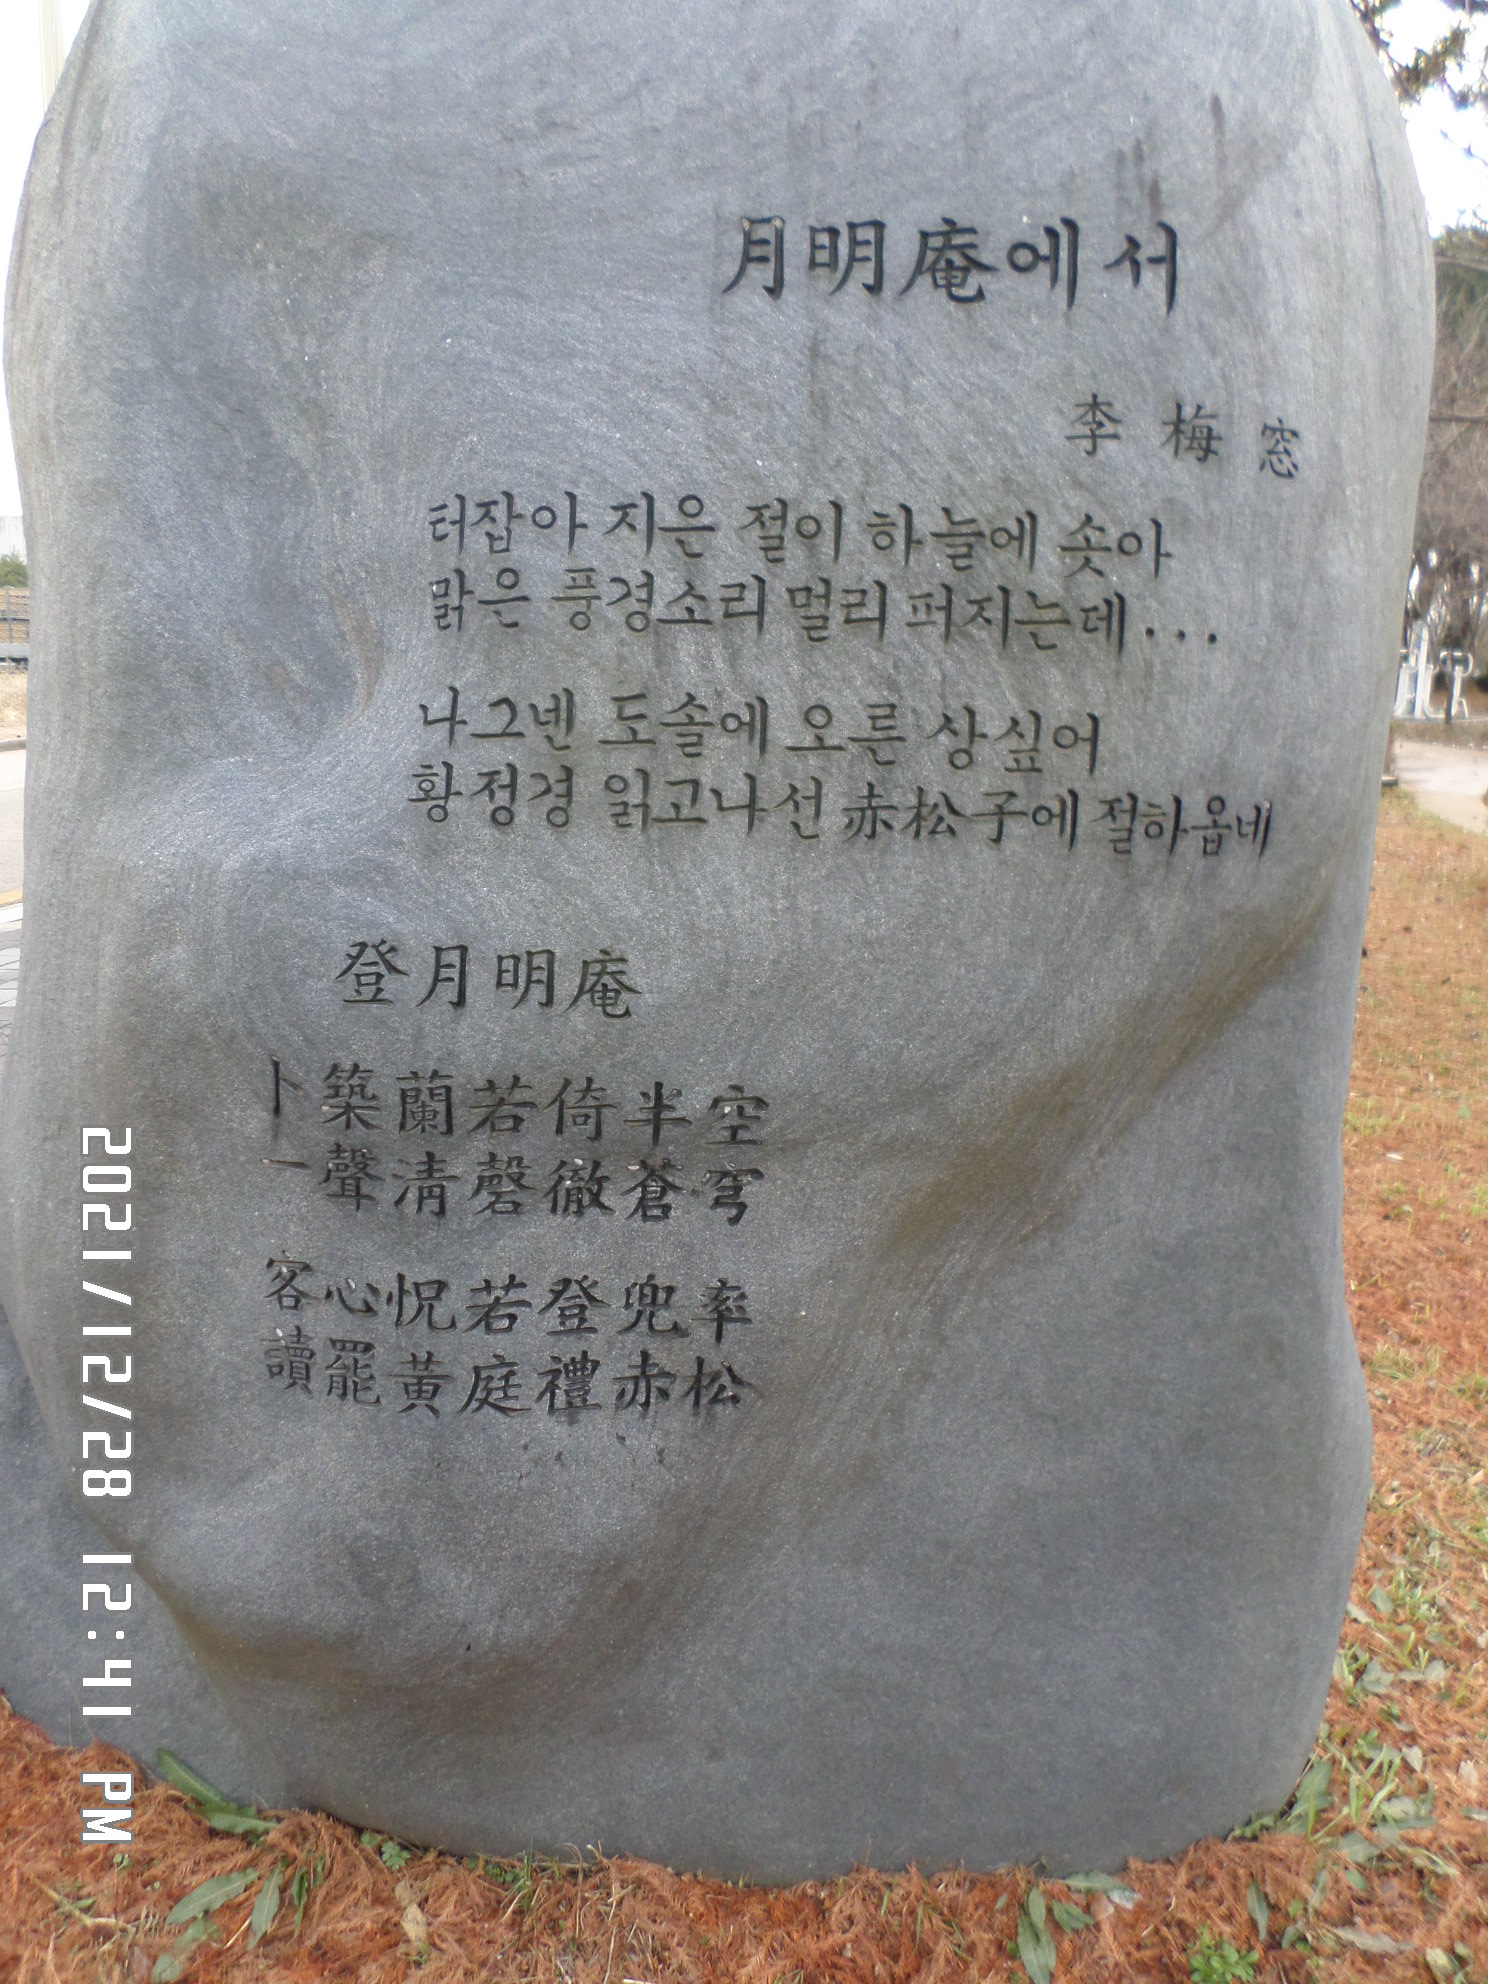 月明庵에서
李梅窓
터잡아 지은 절이 하늘에 솟아
맑은 풍경소리 멀리 퍼지는데...
나그넨 도솔에 오른 상싶어
황정경 읽고나선 赤松子에 절하옵네
登月明庵
卜築蘭若倚半空
一聲淸磬徹蒼穹
客心怳若登兜率
讀罷黃庭禮赤松
2021/12/28 12:41 PM